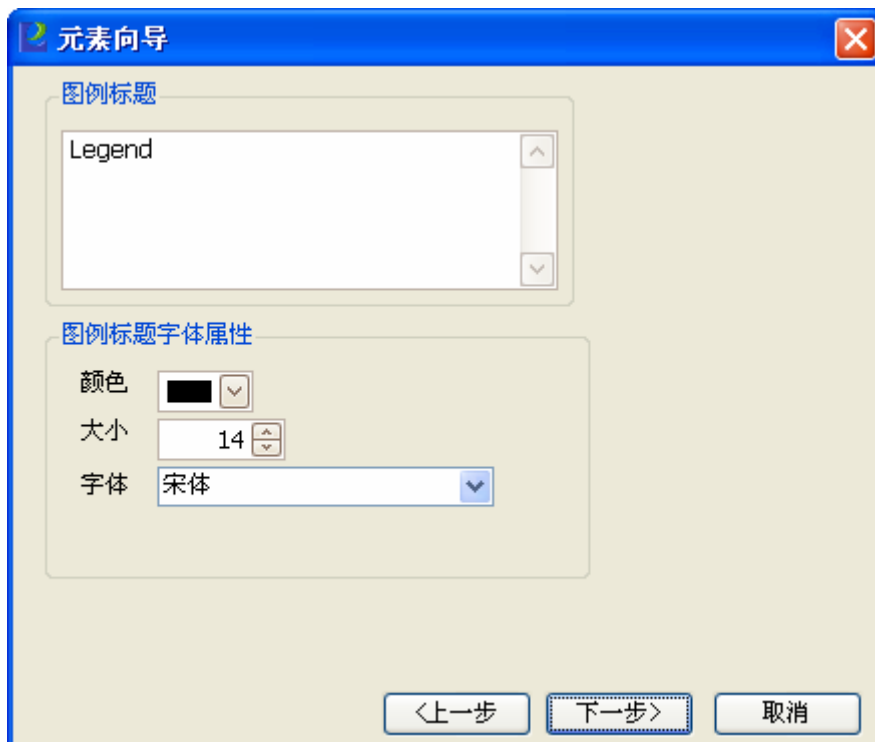 元素向导
图例标题
Legend
图例标题字体属性
颜色
大小 14
字体 宋体
<上一步 下一步> 取消